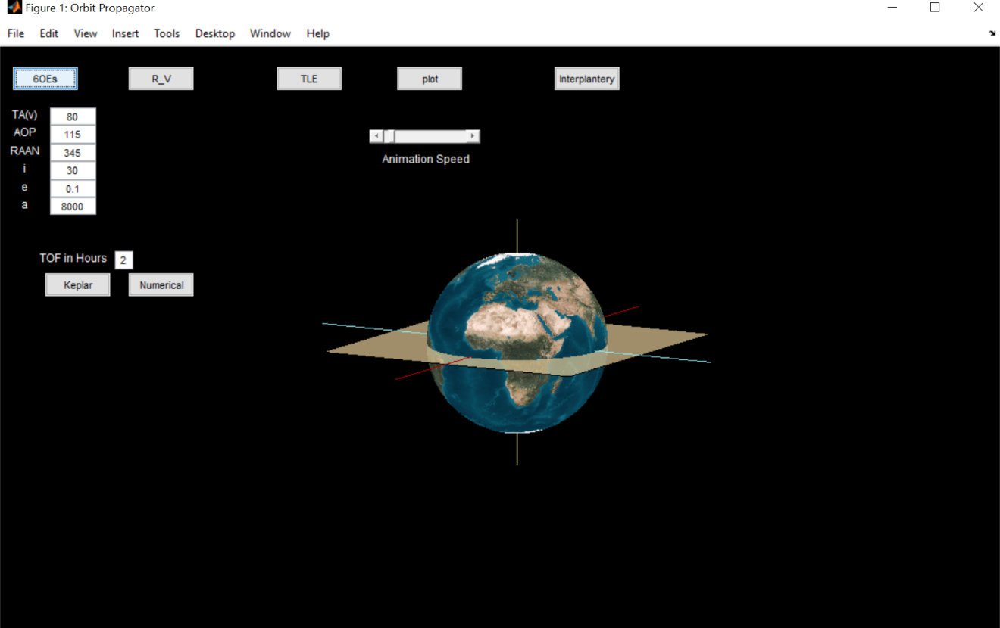 Figure 1: Orbit Propagator
File Edit View Insert Tools Desktop Window Help
6OEs R_V TLE plot Interplantery
TA(v) 80
AOP 115
RAAN 345
i 30
e 0.1
a 8000
Animation Speed
TOF in Hours 2
Keplar Numerical